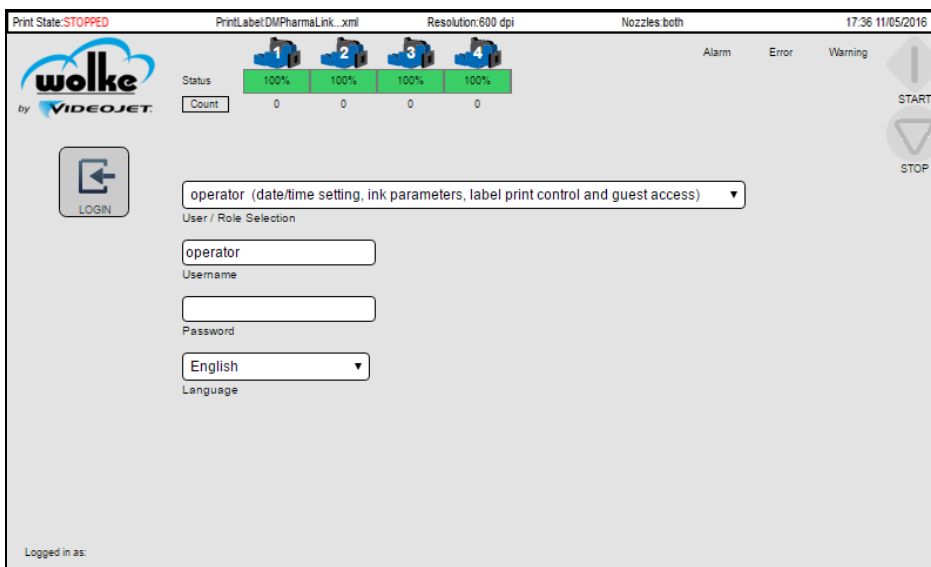 Print State:STOPPED PrintLabel:DMPharmaLink...xml Resolution:600 dpi Nozzles:both 17:36 11/05/2016
wolke
by VIDEOJET.
1 2 3 4
Alarm Error Warning
Status 100% 100% 100% 100%
Count 0 0 0 0
START
STOP
LOGIN
operator (date/time setting, ink parameters, label print control and guest access)
User / Role Selection
operator
Username
Password
English
Language
Logged in as: